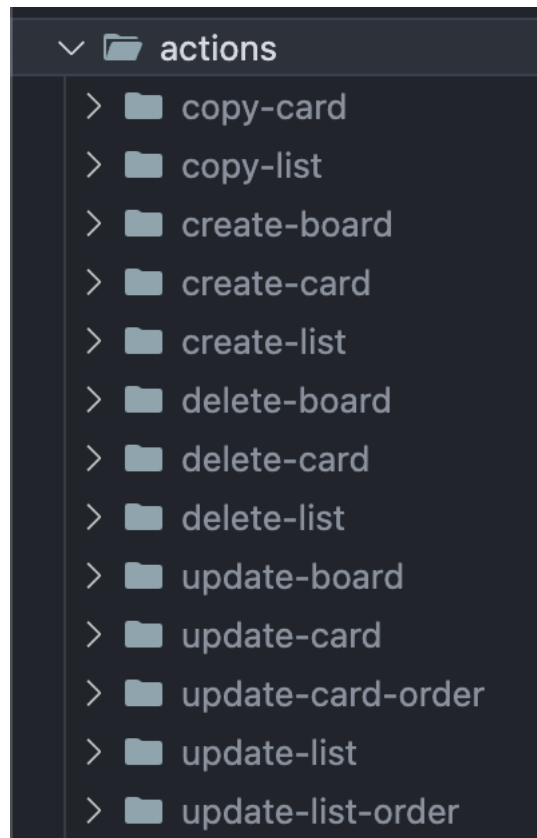 actions
copy-card
copy-list
create-board
create-card
create-list
delete-board
delete-card
delete-list
update-board
update-card
update-card-order
update-list
update-list-order